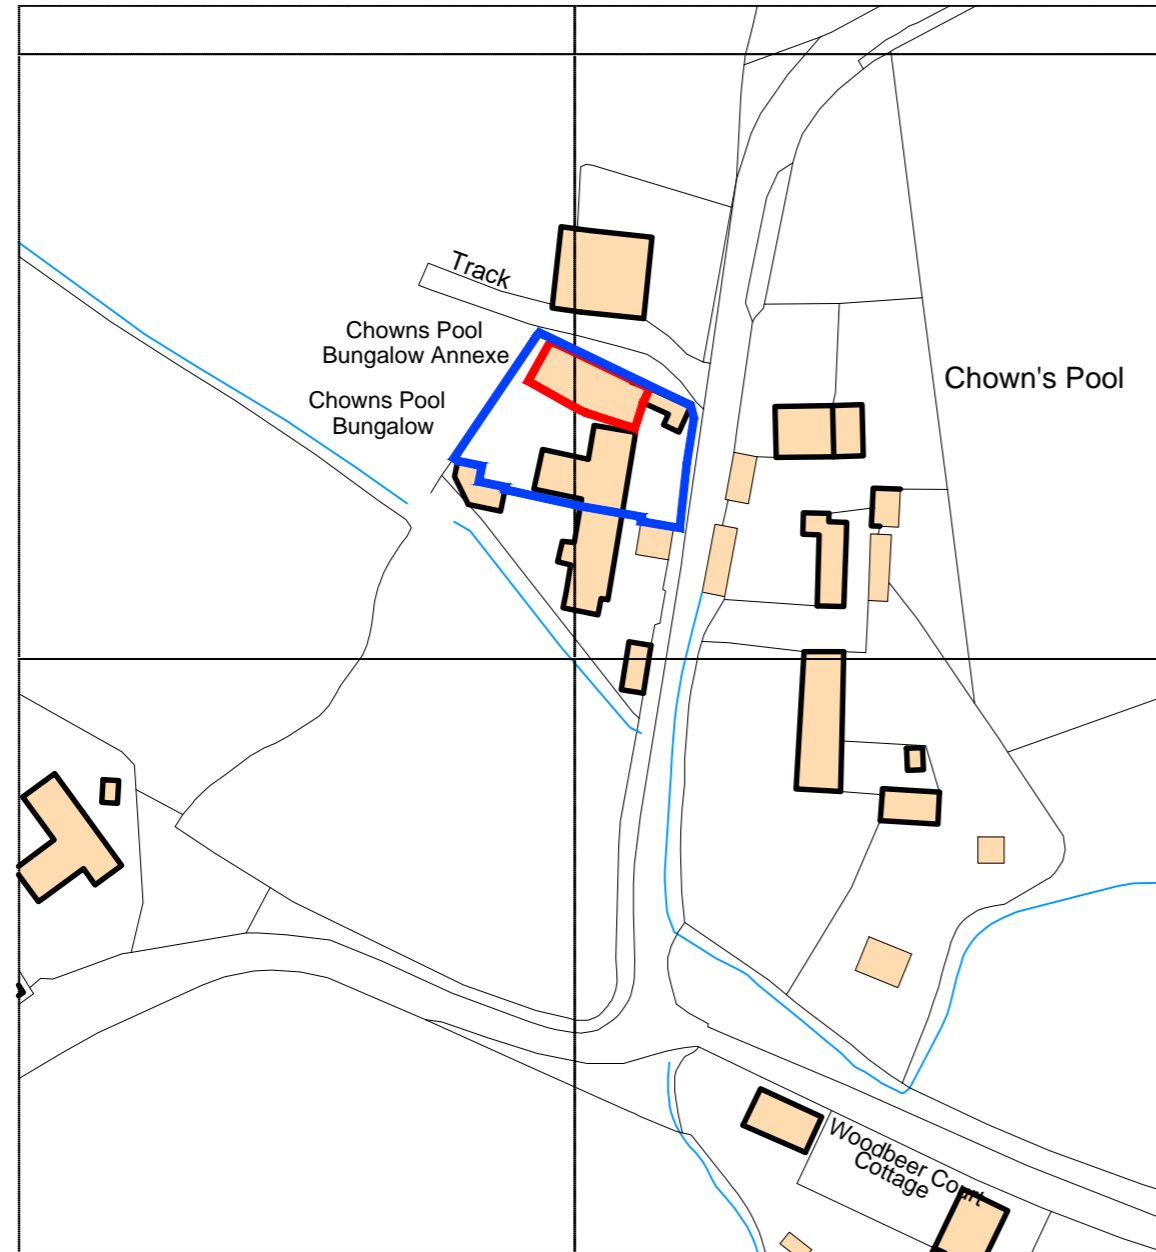 Track
Chowns Pool
Bungalow Annexe
Chown's Pool
Chowns Pool
Bungalow
Woodbeer Court
Cottage